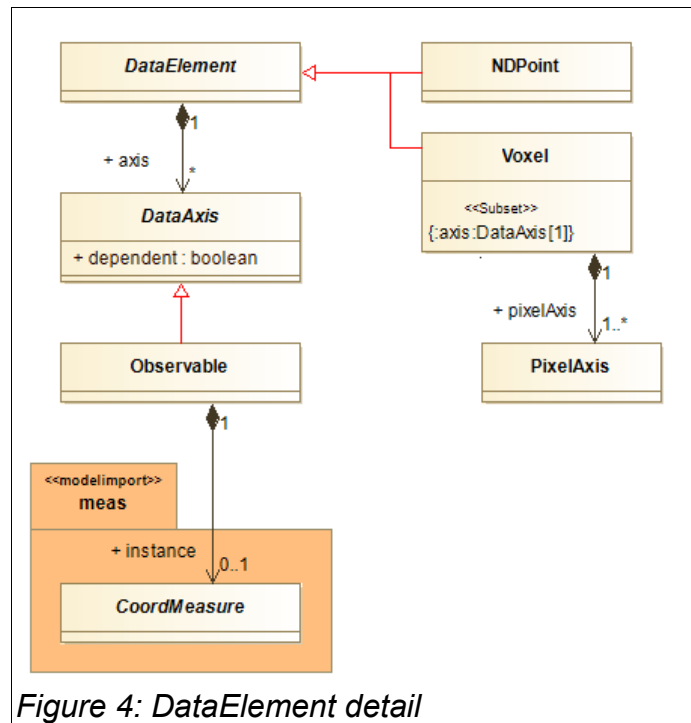 DataElement
NDPoint
1
+ axis
*
Voxel
<<Subset>>
{:axis:DataAxis[1]}
DataAxis
+ dependent : boolean
1
+ pixelAxis
1..*
Observable
PixelAxis
1
<<modelimport>>
meas
+ instance
0..1
CoordMeasure
Figure 4: DataElement detail